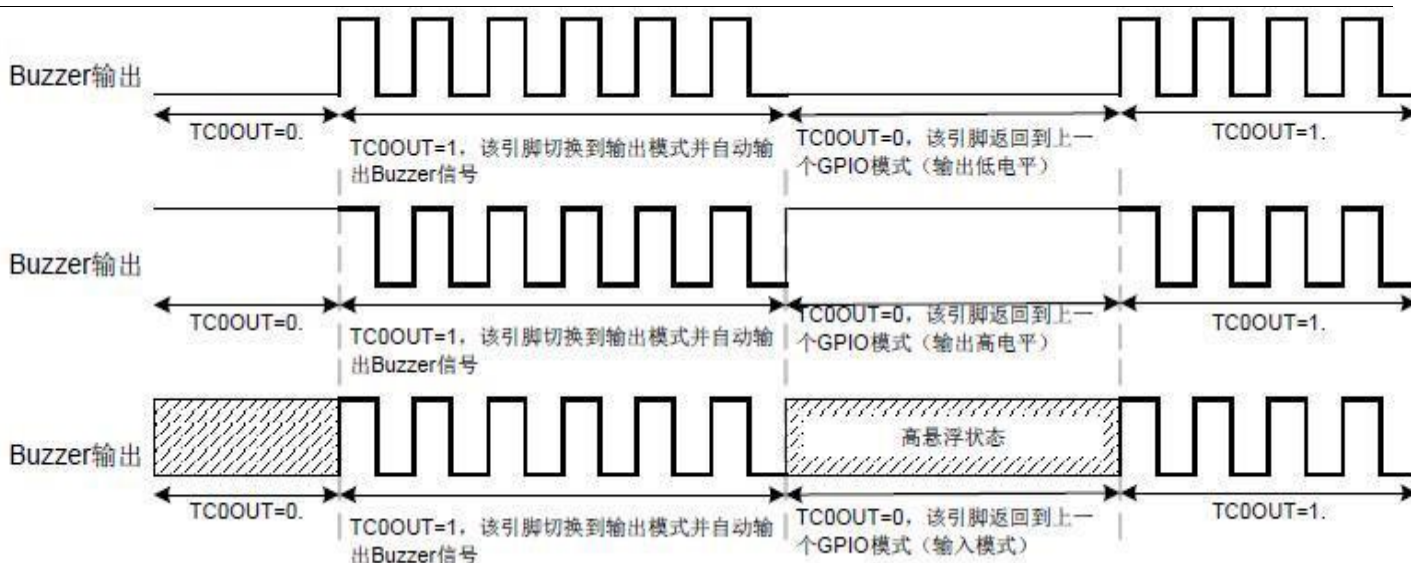 Buzzer输出
TC0OUT=0.
TC0OUT=1，该引脚切换到输出模式并自动输
出Buzzer信号
TC0OUT=0，该引脚返回到上一
个GPIO模式（输出低电平）
TC0OUT=1.
Buzzer输出
TC0OUT=0.
TC0OUT=1，该引脚切换到输出模式并自动输
出Buzzer信号
TC0OUT=0，该引脚返回到上一
个GPIO模式（输出高电平）
TC0OUT=1.
Buzzer输出
高悬浮状态
TC0OUT=0.
TC0OUT=1，该引脚切换到输出模式并自动输
出Buzzer信号
TC0OUT=0，该引脚返回到上一
个GPIO模式（输入模式）
TC0OUT=1.